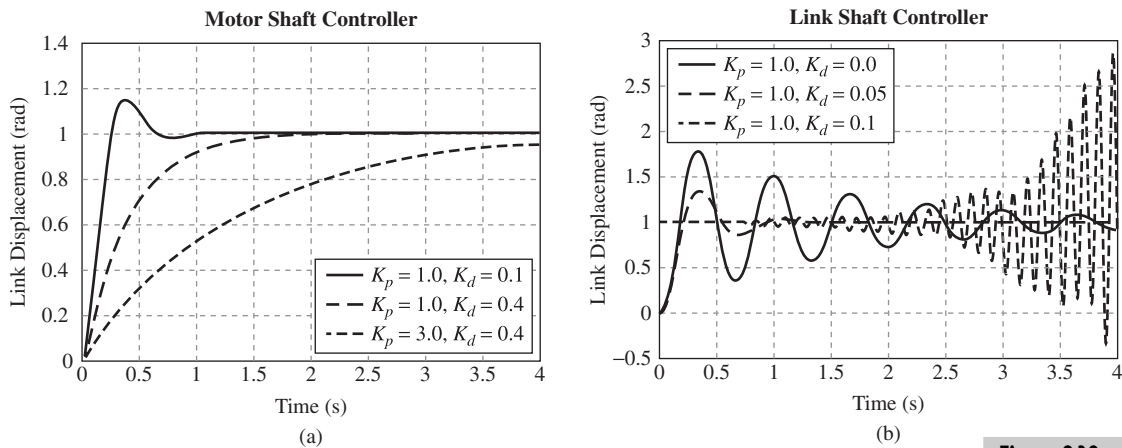 Motor Shaft Controller
Link Displacement (rad)
1.4
1.2
1
0.8
0.6
0.4
0.2
0
K_p = 1.0, K_d = 0.1
K_p = 1.0, K_d = 0.4
K_p = 3.0, K_d = 0.4
0 0.5 1 1.5 2 2.5 3 3.5 4
Time (s)
(a)
Link Shaft Controller
Link Displacement (rad)
3
2.5
2
1.5
1
0.5
0
−0.5
K_p = 1.0, K_d = 0.0
K_p = 1.0, K_d = 0.05
K_p = 1.0, K_d = 0.1
0 0.5 1 1.5 2 2.5 3 3.5 4
Time (s)
(b)